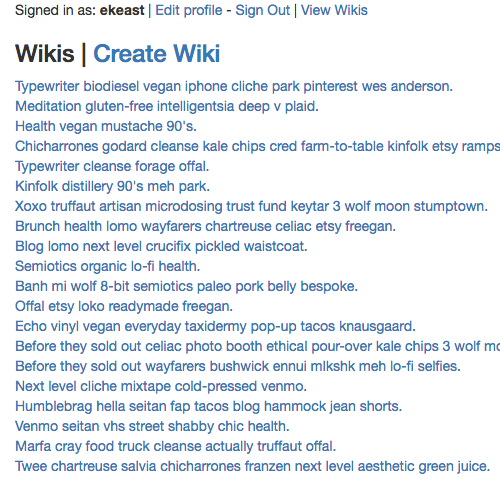 Signed in as: ekeast | Edit profile - Sign Out | View Wikis
Wikis | Create Wiki
Typewriter biodiesel vegan iphone cliche park pinterest wes anderson.
Meditation gluten-free intelligentsia deep v plaid.
Health vegan mustache 90's.
Chicharrones godard cleanse kale chips cred farm-to-table kinfolk etsy ramps
Typewriter cleanse forage offal.
Kinfolk distillery 90's meh park.
Xoxo truffaut artisan microdosing trust fund keytar 3 wolf moon stumptown.
Brunch health lomo wayfarers chartreuse celiac etsy freegan.
Blog lomo next level crucifix pickled waistcoat.
Semiotics organic lo-fi health.
Banh mi wolf 8-bit semiotics paleo pork belly bespoke.
Offal etsy loko readymade freegan.
Echo vinyl vegan everyday taxidermy pop-up tacos knausgaard.
Before they sold out celiac photo booth ethical pour-over kale chips 3 wolf
Before they sold out wayfarers bushwick ennui mlkshk meh lo-fi selfies.
Next level cliche mixtape cold-pressed venmo.
Humblebrag hella seitan fap tacos blog hammock jean shorts.
Venmo seitan vhs street shabby chic health.
Marfa cray food truck cleanse actually truffaut offal.
Twee chartreuse salvia chicharrones franzen next level aesthetic green juice.